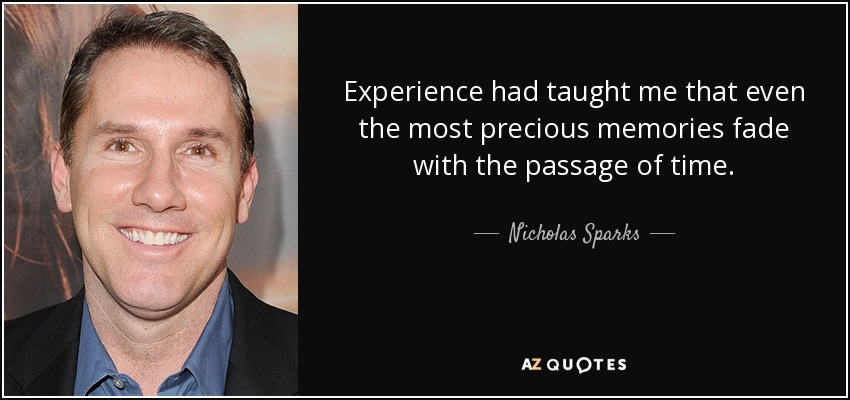 Experience had taught me that even
the most precious memories fade
with the passage of time.
Nicholas Sparks
AZ QUOTES